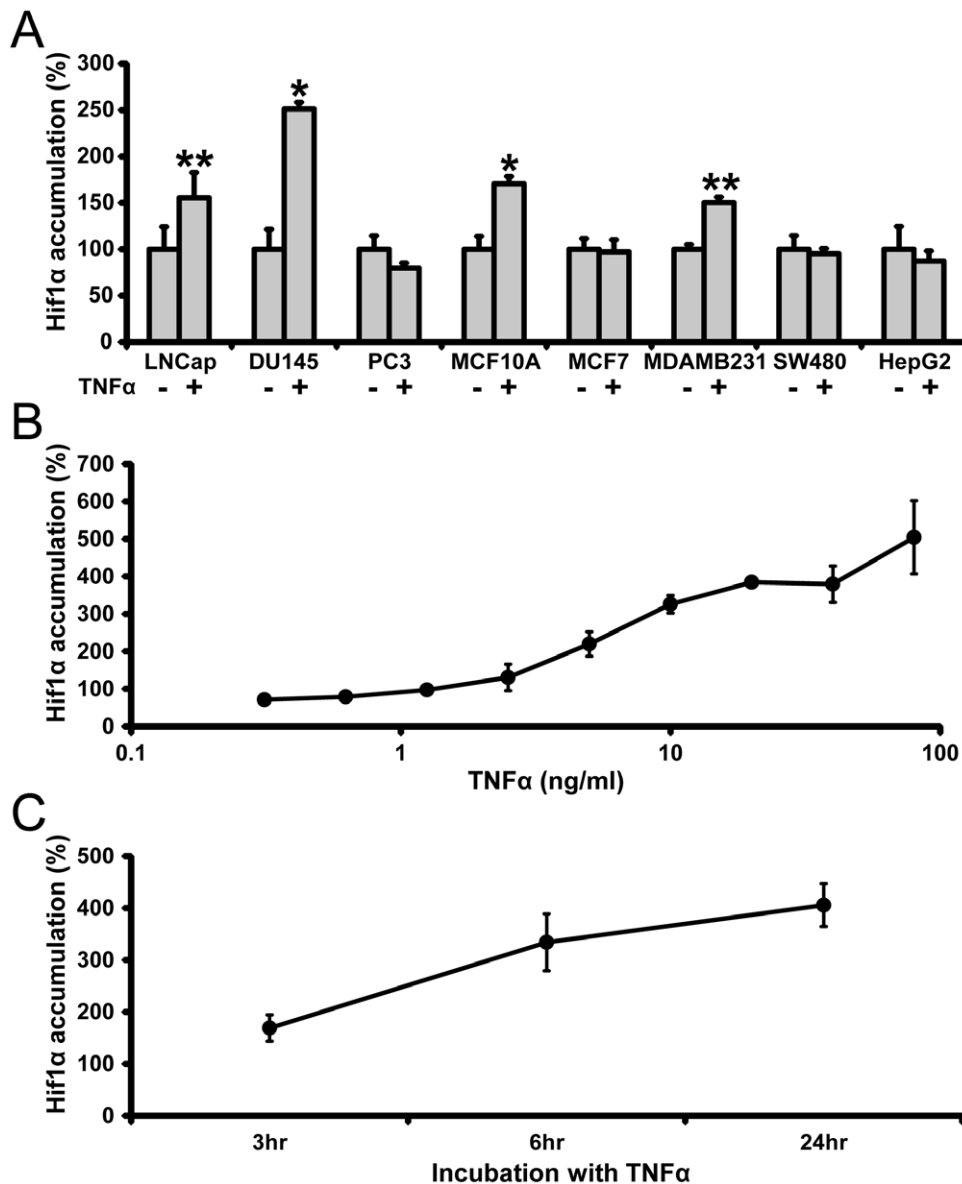 A
Hif1α accumulation (%)
300
250
200
150
100
50
0
** * * **
LNCap DU145 PC3 MCF10A MCF7 MDAMB231 SW480 HepG2
TNFα - + - + - + - + - + - + - + - +
B
Hif1α accumulation (%)
700
600
500
400
300
200
100
0
0.1 1 10 100
TNFα (ng/ml)
C
Hif1α accumulation (%)
500
400
300
200
100
0
3hr 6hr 24hr
Incubation with TNFα